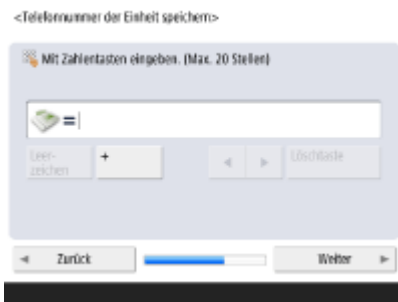 <Telefonnummer der Einheit speichern>
Mit Zahlentasten eingeben. (Max. 20 Stellen)
=
Leer-
zeichen
+
Löschtaste
Zurück
Weiter